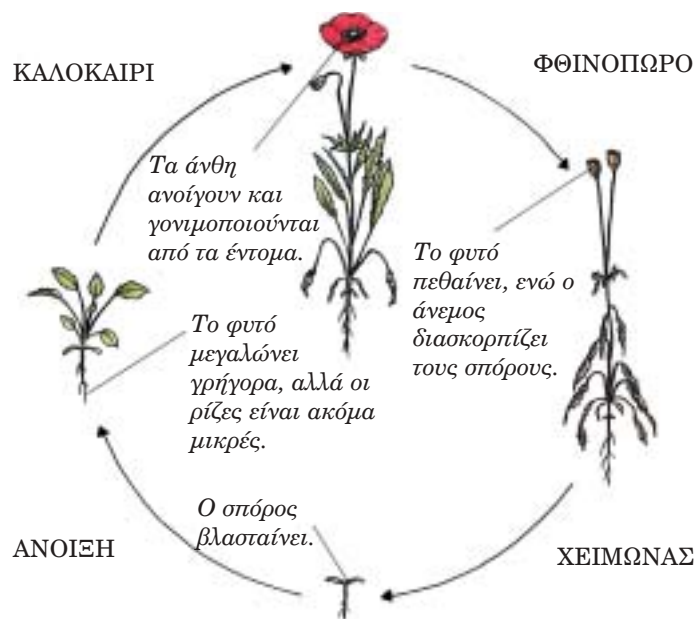 ΚΑΛΟΚΑΙΡΙ
ΦΘΙΝΟΠΩΡΟ
Τα άνθη
ανοίγουν και
γονιμοποιούνται
από τα έντομα.
Το φυτό
πεθαίνει, ενώ ο
άνεμος
διασκορπίζει
τους σπόρους.
Το φυτό
μεγαλώνει
γρήγορα, αλλά οι
ρίζες είναι ακόμα
μικρές.
Ο σπόρος
βλασταίνει.
ΑΝΟΙΞΗ
ΧΕΙΜΩΝΑΣ